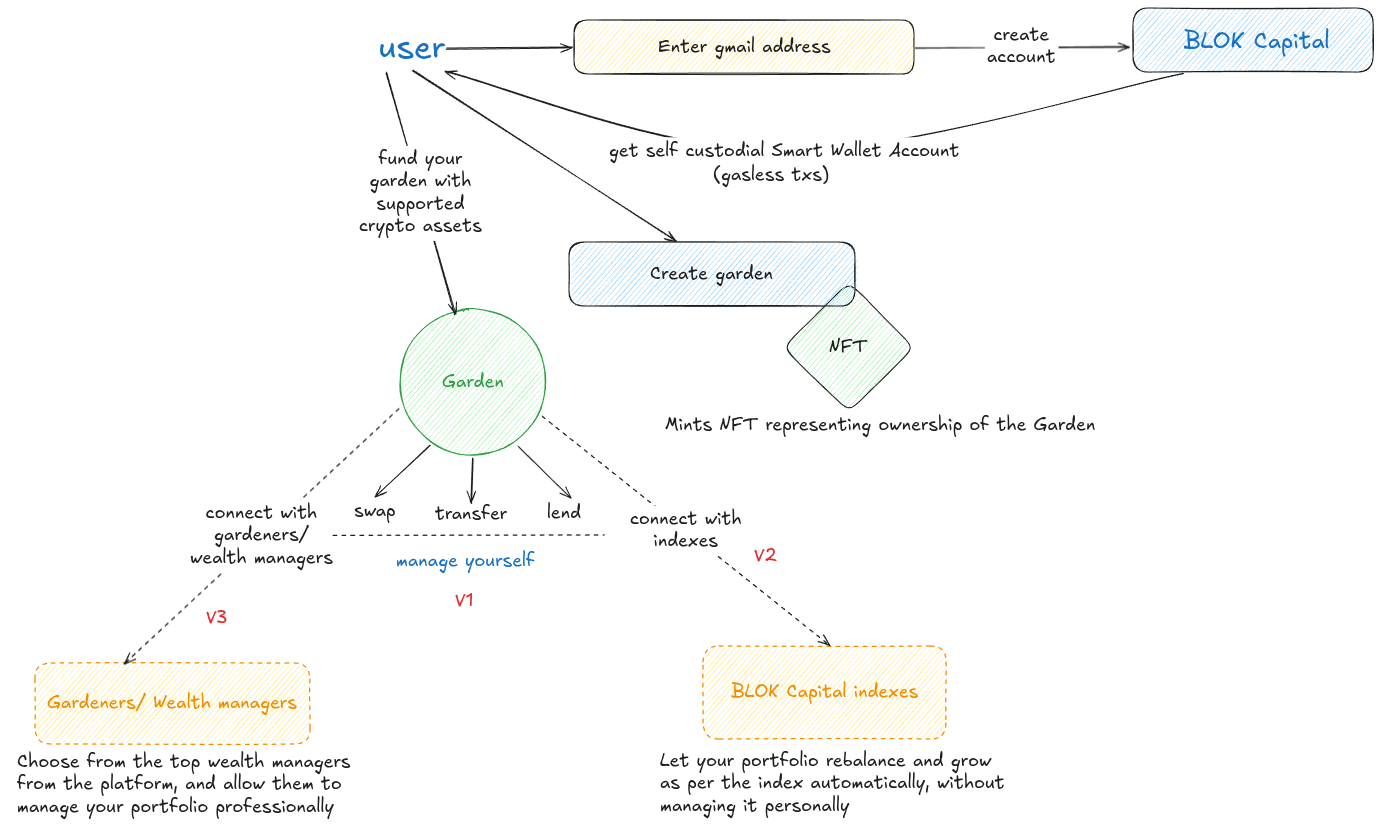 user
Enter gmail address
create
account
BLOK Capital
get self custodial Smart Wallet Account
(gasless txs)
fund your
garden with
supported
crypto assets
Create garden
NFT
Mints NFT representing ownership of the Garden
Garden
swap
transfer
lend
manage yourself
V1
connect with
gardeners/
wealth managers
V3
connect with
indexes
V2
Gardeners/ Wealth managers
Choose from the top wealth managers
from the platform, and allow them to
manage your portfolio professionally
BLOK Capital indexes
Let your portfolio rebalance and grow
as per the index automatically, without
managing it personally